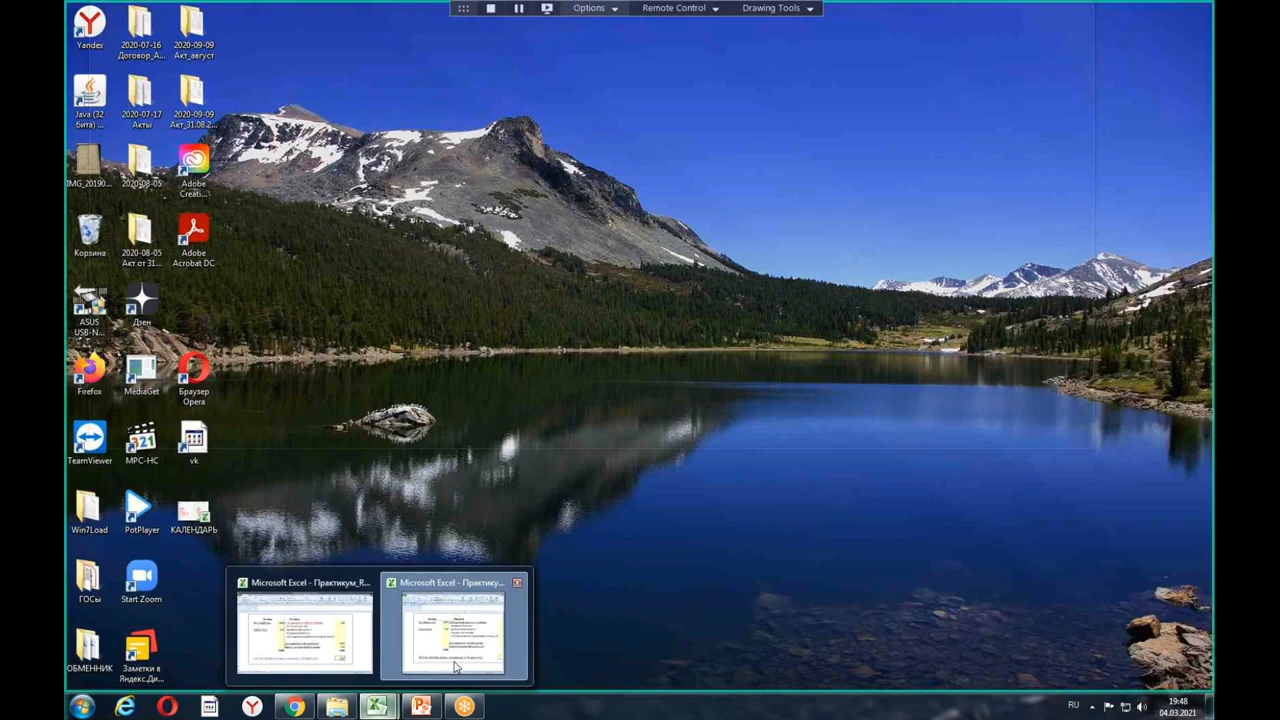 Options
Remote Control
Drawing Tools
Yandex
2020-07-16
Договор_А...
2020-09-09
Акт_август
Java (32
бита) ...
2020-07-17
Акты
2020-09-09
Акт_31.08.2...
IMG_20190...
2020-08-05
Adobe
Creati...
Корзина
2020-08-05
Акт от 31...
Adobe
Acrobat DC
ASUS
USB-N...
Дзен
Firefox
MediaGet
Браузер
Opera
TeamViewer
MPC-HC
321
vk
Win7Load
PotPlayer
КАЛЕНДАРЬ
ГОСы
Start Zoom
ОБМЕННИК
Заметки в
Яндекс.Ди...
Microsoft Excel - Практикум_R...
Microsoft Excel - Практику...
RU
19:48
04.03.2021